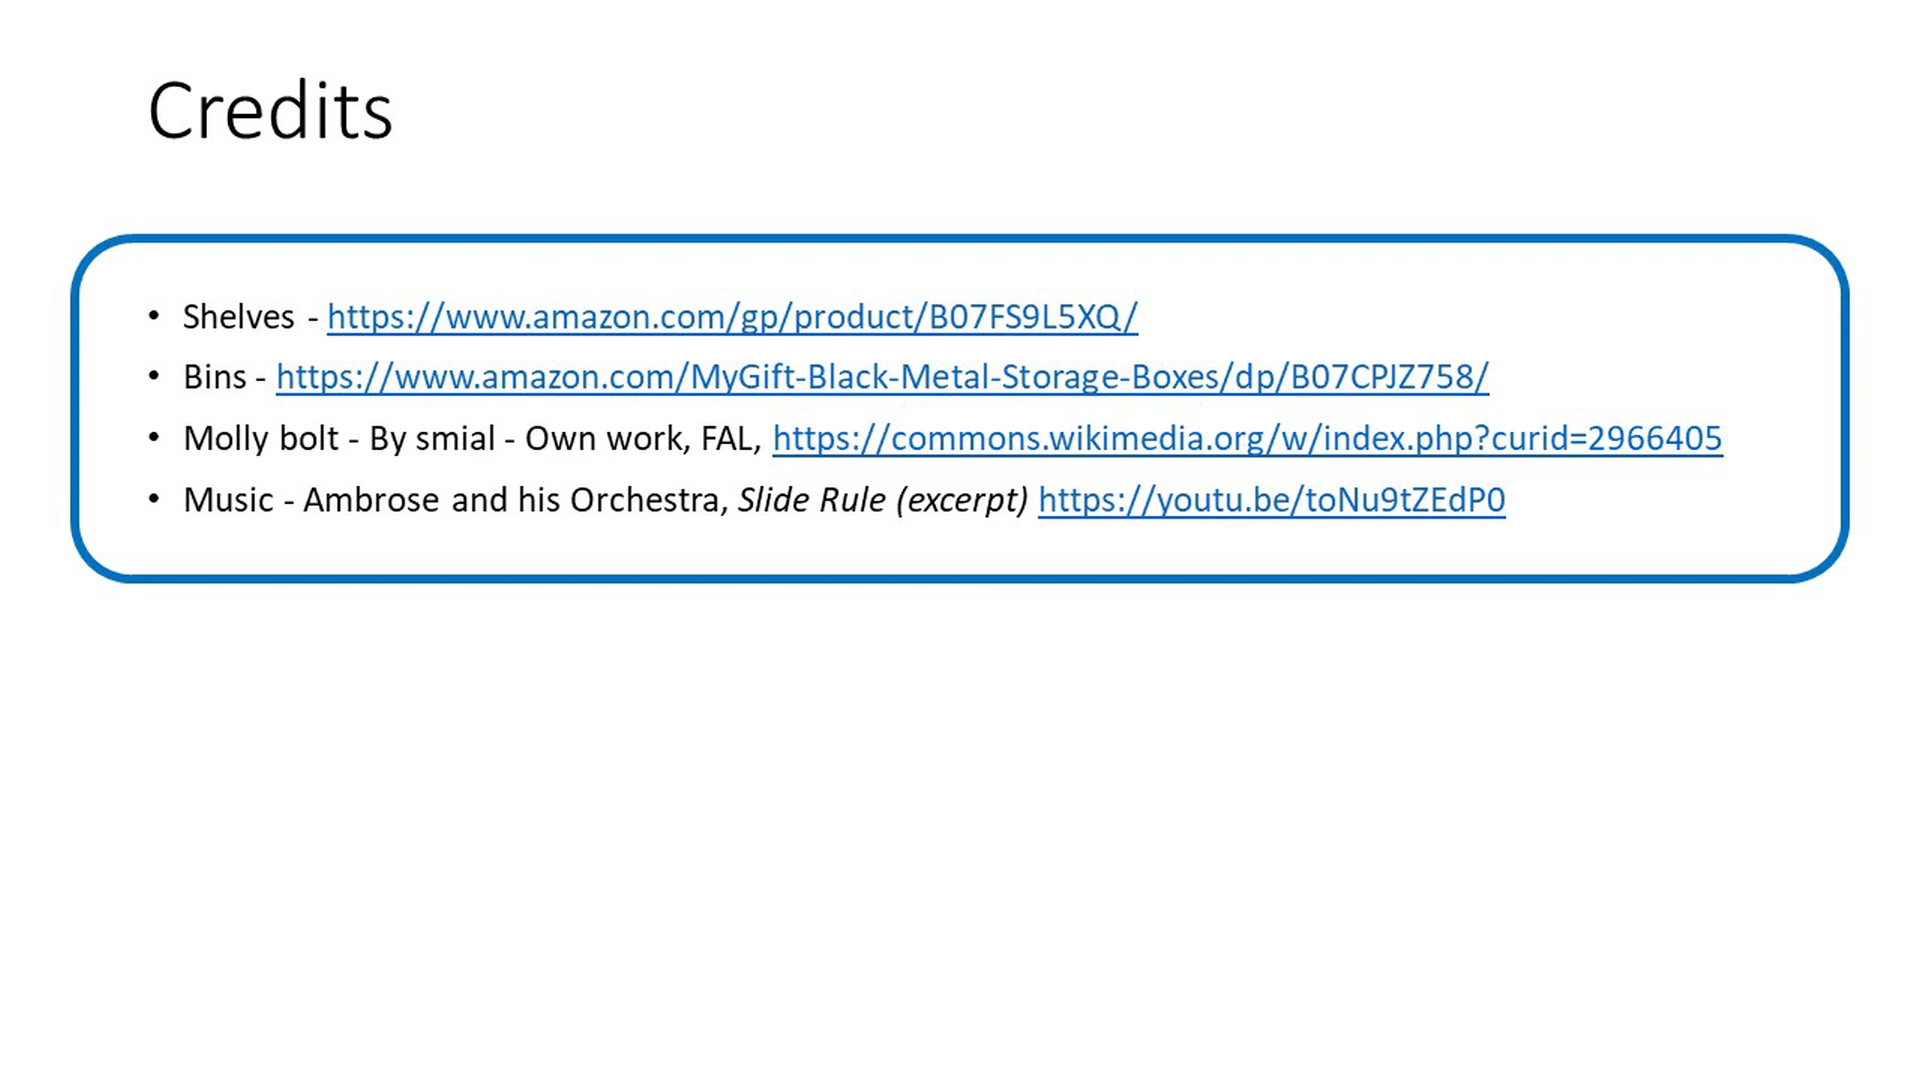 Credits
• Shelves - https://www.amazon.com/gp/product/B07FS9L5XQ/
• Bins - https://www.amazon.com/MyGift-Black-Metal-Storage-Boxes/dp/B07CPJZ758/
• Molly bolt - By smial - Own work, FAL, https://commons.wikimedia.org/w/index.php?curid=2966405
• Music - Ambrose and his Orchestra, Slide Rule (excerpt) https://youtu.be/toNu9tZEdP0